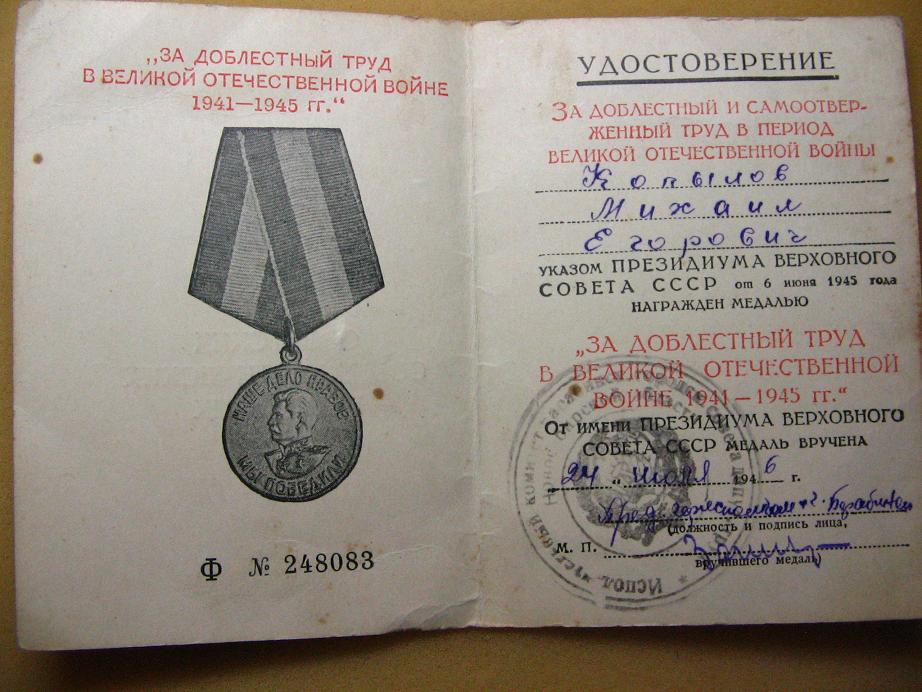 „ЗА ДОБЛЕСТНЫЙ ТРУД
В ВЕЛИКОЙ ОТЕЧЕСТВЕННОЙ ВОЙНЕ
1941—1945 гг.“
НАШЕ ДЕЛО ПРАВОЕ
МЫ ПОБЕДИЛИ
Ф № 248083
УДОСТОВЕРЕНИЕ
ЗА ДОБЛЕСТНЫЙ И САМООТВЕР-
ЖЕННЫЙ ТРУД В ПЕРИОД
ВЕЛИКОЙ ОТЕЧЕСТВЕННОЙ ВОЙНЫ
Копылов
Михаил
Егорович
УКАЗОМ ПРЕЗИДИУМА ВЕРХОВНОГО
СОВЕТА СССР от 6 июня 1945 года
НАГРАЖДЕН МЕДАЛЬЮ
„ЗА ДОБЛЕСТНЫЙ ТРУД
В ВЕЛИКОЙ ОТЕЧЕСТВЕННОЙ
ВОЙНЕ 1941—1945 гг.“
ОТ ИМЕНИ ПРЕЗИДИУМА ВЕРХОВНОГО
СОВЕТА СССР МЕДАЛЬ ВРУЧЕНА
„24“ июня 1946 г.
Пред. горисполкома г.
(должность и подпись лица,
М. П.
вручившего медаль)